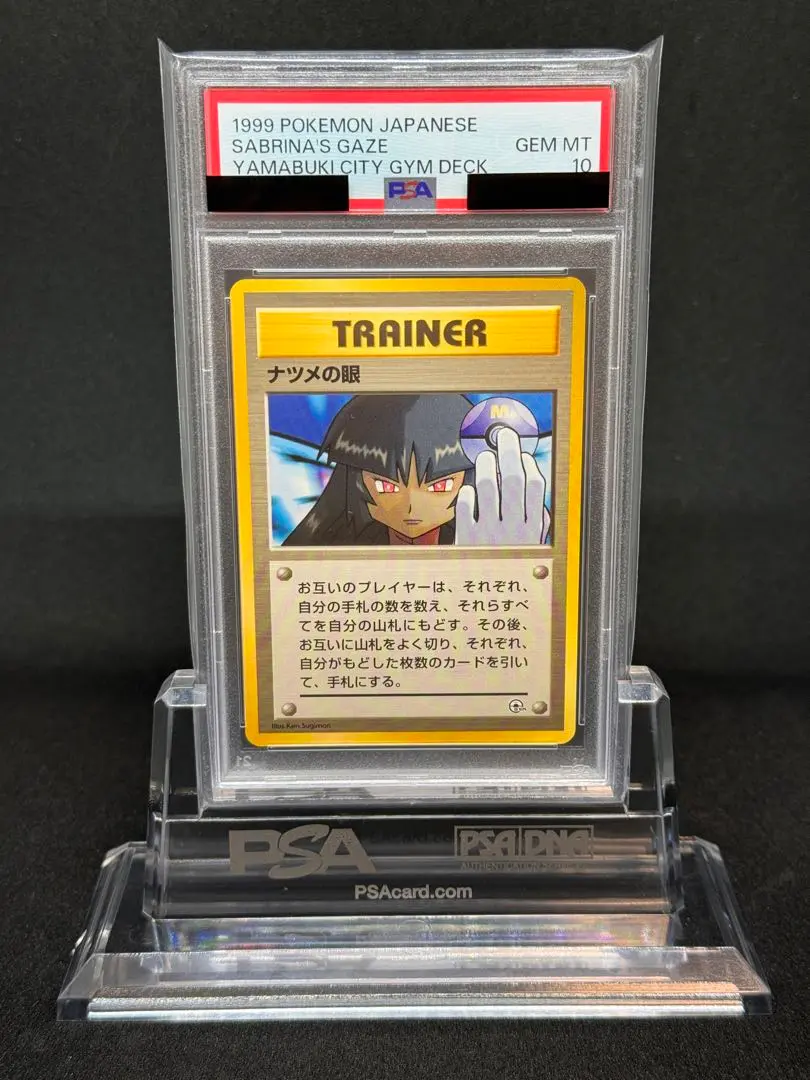 1999 POKEMON JAPANESE
SABRINA'S GAZE GEM MT
YAMABUKI CITY GYM DECK 10
PSA
TRAINER
ナツメの眼
M
お互いのプレイヤーは、それぞれ、
自分の手札の数を数え、それらすべ
てを自分の山札にもどす。その後、
お互いに山札をよく切り、それぞれ、
自分がもどした枚数のカードを引い
て、手札にする。
Illus. Ken Sugimori
PSA
PSA DNA
AUTHENTICATION
PSAcard.com